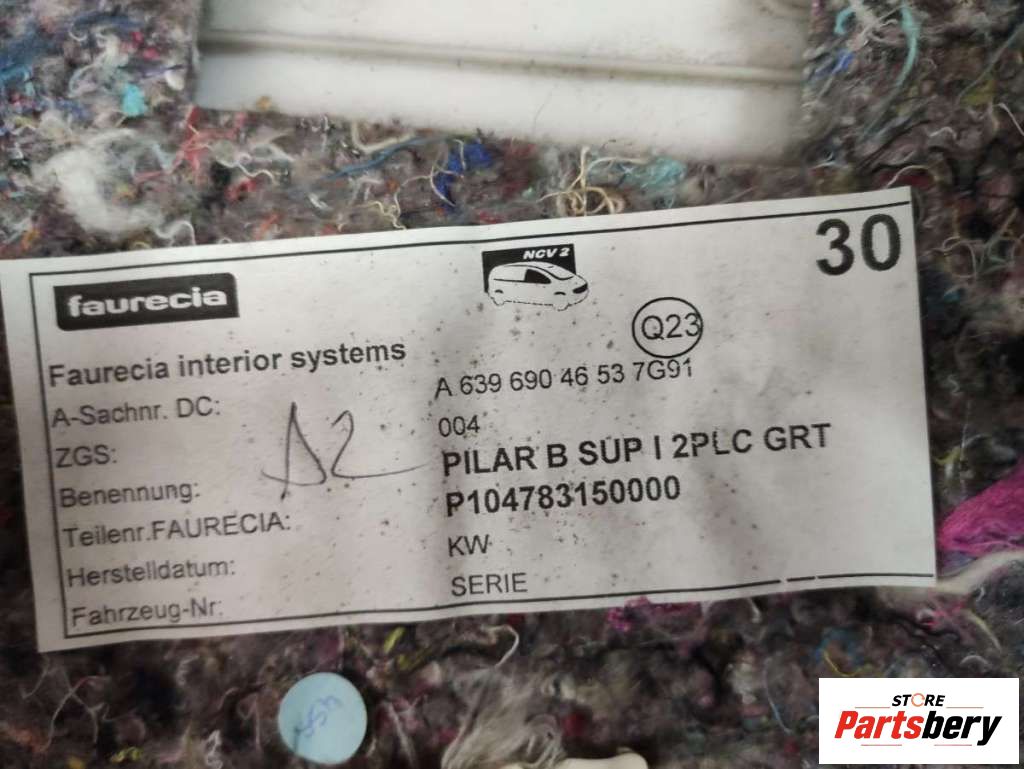 NCV 2
30
faurecia
Q23
Faurecia interior systems
A-Sachnr. DC: A 639 690 46 53 7G91
ZGS: 004
A2
Benennung: PILAR B SUP I 2PLC GRT
Teilenr.FAURECIA: P104783150000
Herstelldatum: KW
Fahrzeug-Nr: SERIE
STORE
Partsbery